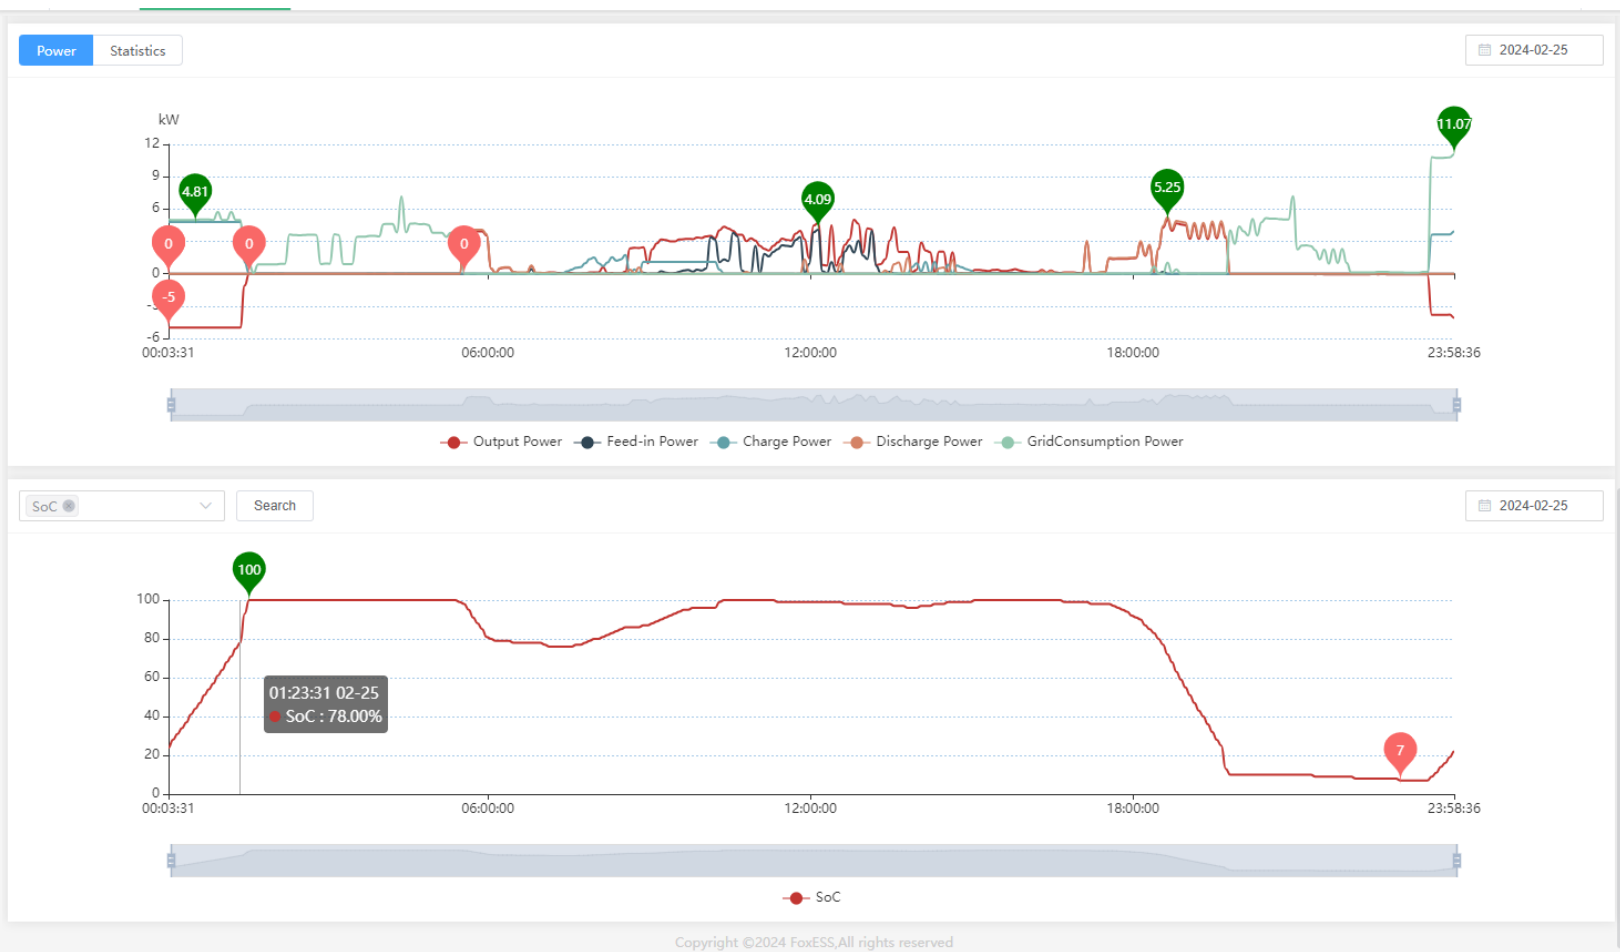 Power Statistics 2024-02-25
kW
11.07
12
9
4.81
5.25
6
4.09
0 0 0
0
-5
-6
00:03:31 06:00:00 12:00:00 18:00:00 23:58:36
Output Power Feed-in Power Charge Power Discharge Power GridConsumption Power
SoC Search 2024-02-25
100
100
80
60
01:23:31 02-25
SoC : 78.00%
40
20
7
0
00:03:31 06:00:00 12:00:00 18:00:00 23:58:36
SoC
Copyright ©2024 FoxESS,All rights reserved